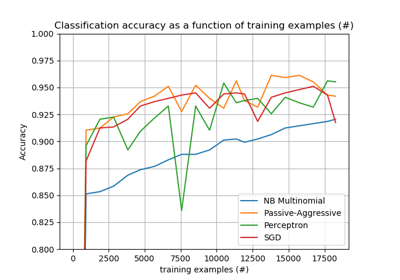 Classification accuracy as a function of training examples (#)
1.000
0.975
0.950
0.925
0.900
0.875
0.850
0.825
0.800
Accuracy
0
2500
5000
7500
10000
12500
15000
17500
training examples (#)
NB Multinomial
Passive-Aggressive
Perceptron
SGD